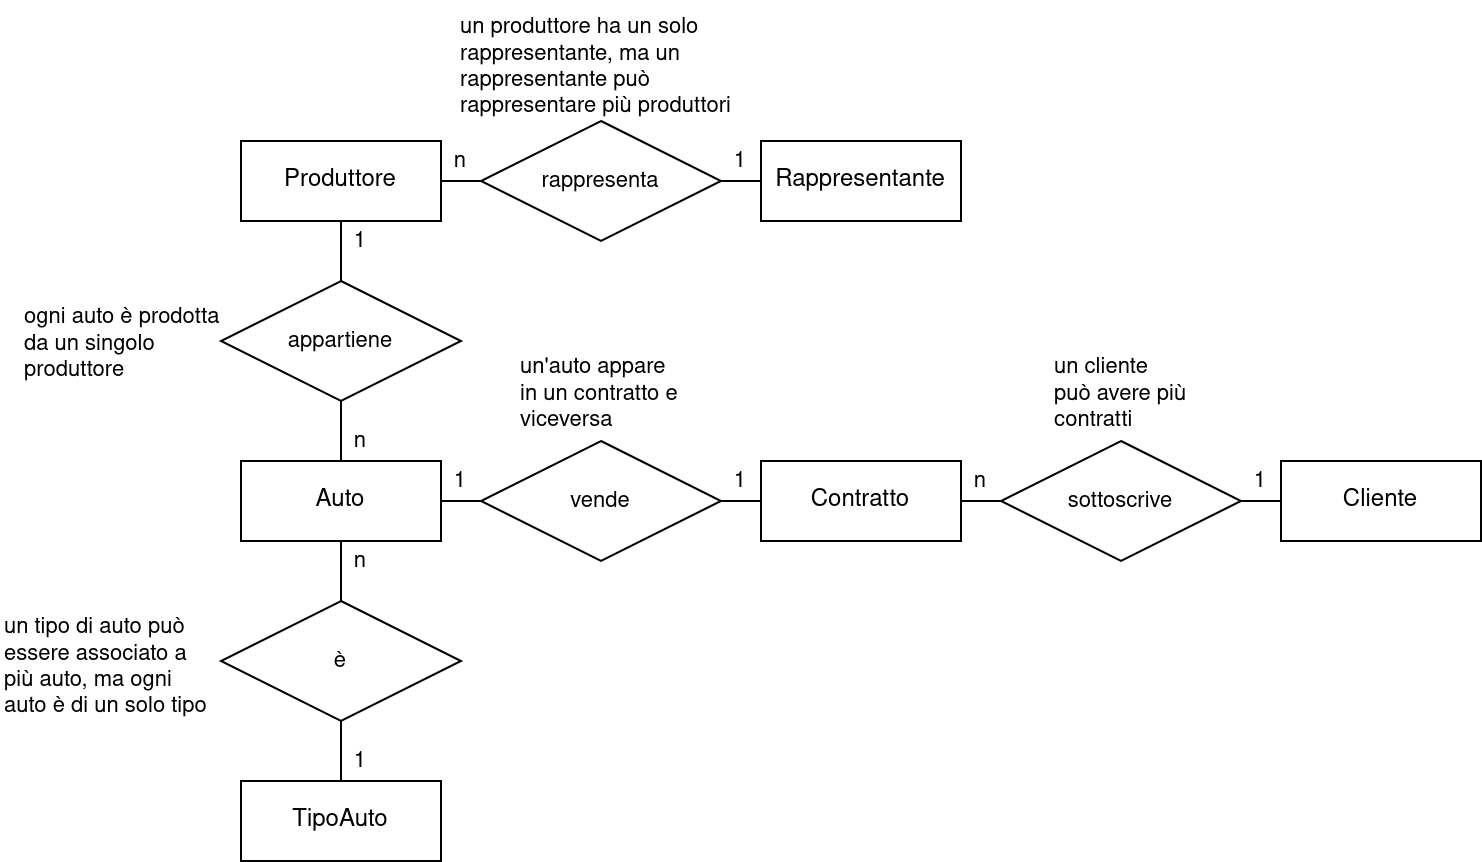 un produttore ha un solo
rappresentante, ma un
rappresentante può
rappresentare più produttori
Produttore
n
rappresenta
1
Rappresentante
1
ogni auto è prodotta
da un singolo
produttore
appartiene
n
un'auto appare
in un contratto e
viceversa
un cliente
può avere più
contratti
Auto
1
vende
1
Contratto
n
sottoscrive
1
Cliente
n
un tipo di auto può
essere associato a
più auto, ma ogni
auto è di un solo tipo
è
1
TipoAuto